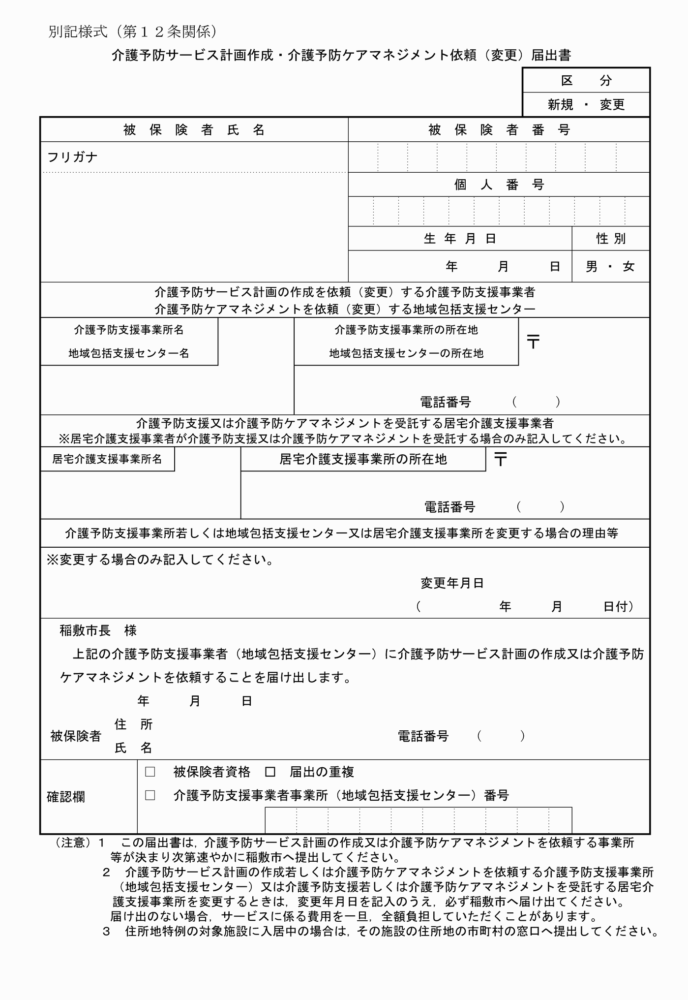 別記様式（第１２条関係）
介護予防サービス計画作成・介護予防ケアマネジメント依頼（変更）届出書
区　　分
新規　・　変更
被　保　険　者　氏　名
被　保　険　者　番　号
フリガナ
個　人　番　号
生　年　月　日
性　別
年　　　月　　　日
男　・　女
介護予防サービス計画の作成を依頼（変更）する介護予防支援事業者
介護予防ケアマネジメントを依頼（変更）する地域包括支援センター
介護予防支援事業所名
地域包括支援センター名
介護予防支援事業所の所在地
地域包括支援センターの所在地
〒
電話番号　　　（　　　）
介護予防支援又は介護予防ケアマネジメントを受託する居宅介護支援事業者
※居宅介護支援事業者が介護予防支援又は介護予防ケアマネジメントを受託する場合のみ記入してください。
居宅介護支援事業所名
居宅介護支援事業所の所在地
〒
電話番号　　　（　　　）
介護予防支援事業所若しくは地域包括支援センター又は居宅介護支援事業所を変更する場合の理由等
※変更する場合のみ記入してください。
変更年月日
（　　　　　　年　　　月　　　日付）
稲敷市長　様
上記の介護予防支援事業者（地域包括支援センター）に介護予防サービス計画の作成又は介護予防
ケアマネジメントを依頼することを届け出します。
年　　　月　　　日
住　所
被保険者
電話番号　　（　　　）
氏　名
確認欄
□　被保険者資格　□　届出の重複
□　介護予防支援事業者事業所（地域包括支援センター）番号
（注意）１　この届出書は，介護予防サービス計画の作成又は介護予防ケアマネジメントを依頼する事業所
等が決まり次第速やかに稲敷市へ提出してください。
２　介護予防サービス計画の作成若しくは介護予防ケアマネジメントを依頼する介護予防支援事業所
（地域包括支援センター）又は介護予防支援若しくは介護予防ケアマネジメントを受託する居宅介
護支援事業所を変更するときは，変更年月日を記入のうえ，必ず稲敷市へ届け出てください。
届け出のない場合，サービスに係る費用を一旦，全額負担していただくことがあります。
３　住所地特例の対象施設に入居中の場合は，その施設の住所地の市町村の窓口へ提出してください。